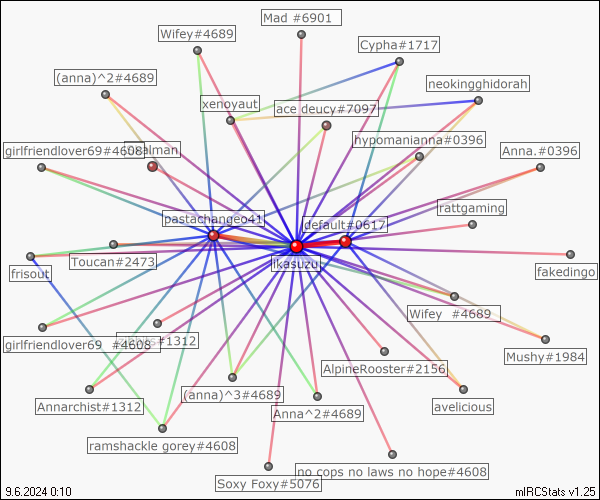 Mad #6901
Wifey#4689
Cypha#1717
(anna)^2#4689
neokingghidorah
xenoyaut
ace deucy#7097
hypomanianna#0396
girlfriendlover69#4608
Anna.#0396
pastachangeo41
default#0617
rattgaming
Toucan#2473
ikasuzu
frisout
fakedingo
Wifey  #4689
girlfriendlover69  #4608
#1312
Mushy#1984
AlpineRooster#2156
(anna)^3#4689
Annarchist#1312
Anna^2#4689
avelicious
ramshackle gorey#4608
no cops no laws no hope#4608
Soxy Foxy#5076
9.6.2024 0:10
mIRCStats v1.25